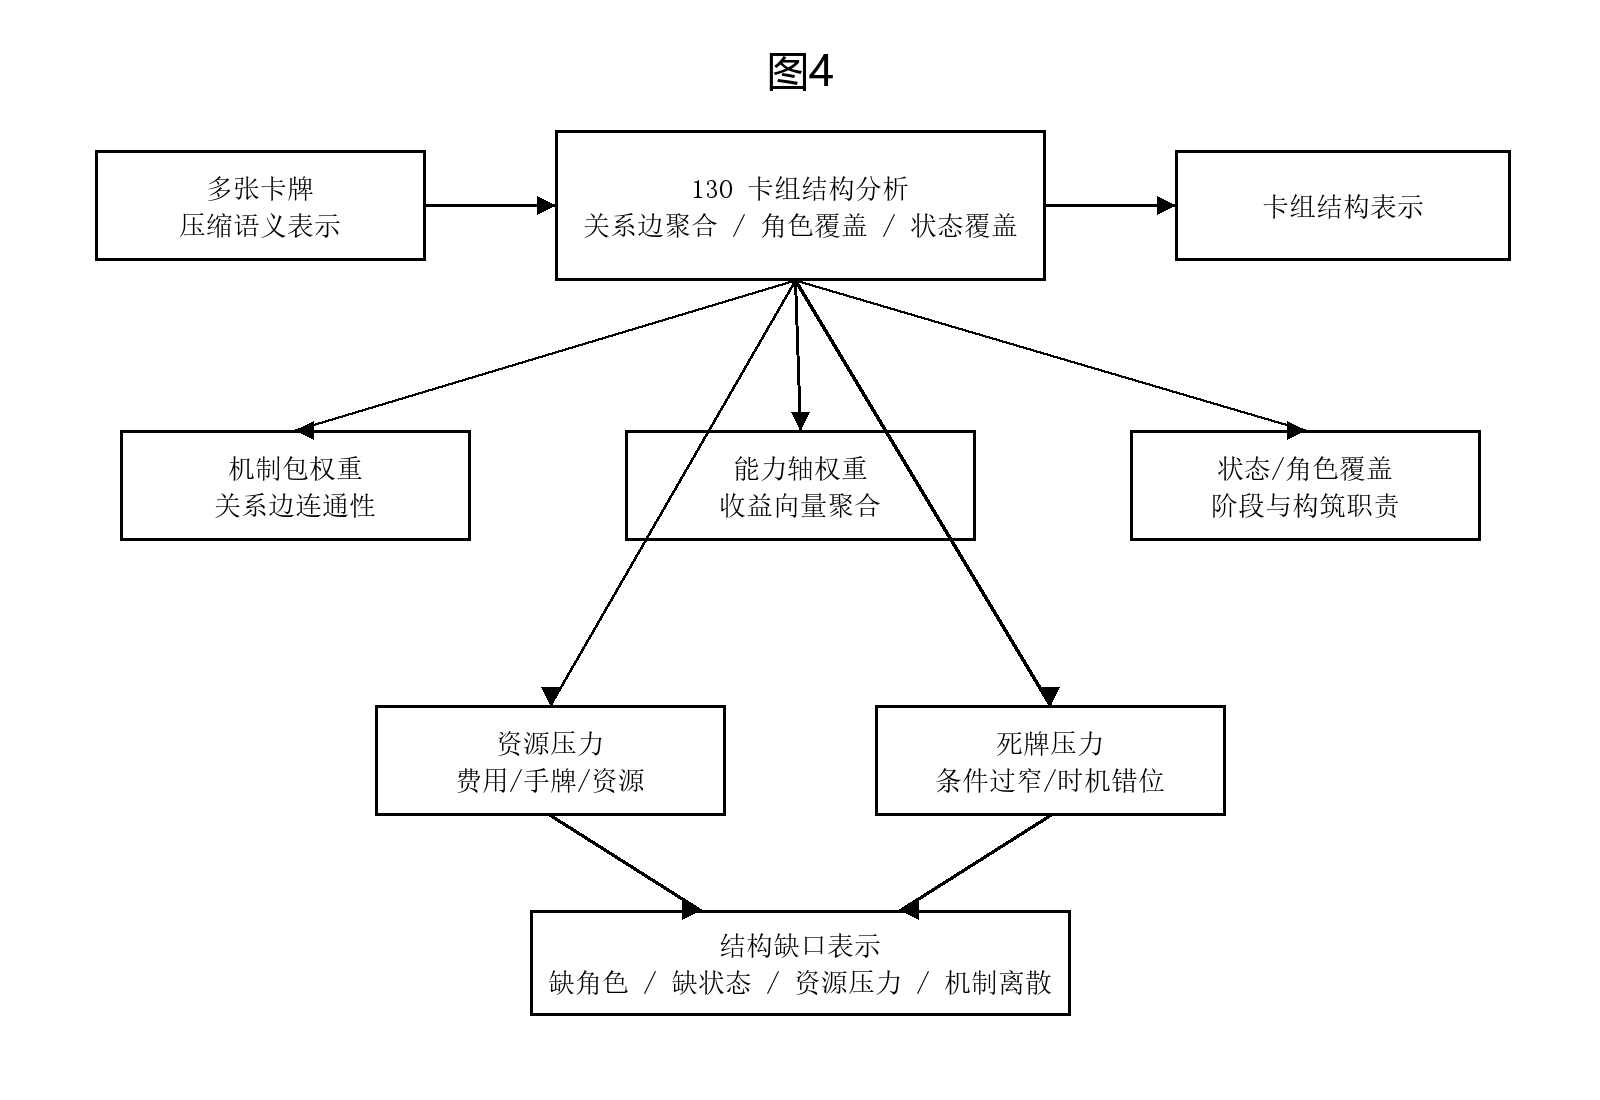 图4
多张卡牌
压缩语义表示
130 卡组结构分析
关系边聚合 / 角色覆盖 / 状态覆盖
卡组结构表示
机制包权重
关系边连通性
能力轴权重
收益向量聚合
状态/角色覆盖
阶段与构筑职责
资源压力
费用/手牌/资源
死牌压力
条件过窄/时机错位
结构缺口表示
缺角色 / 缺状态 / 资源压力 / 机制离散